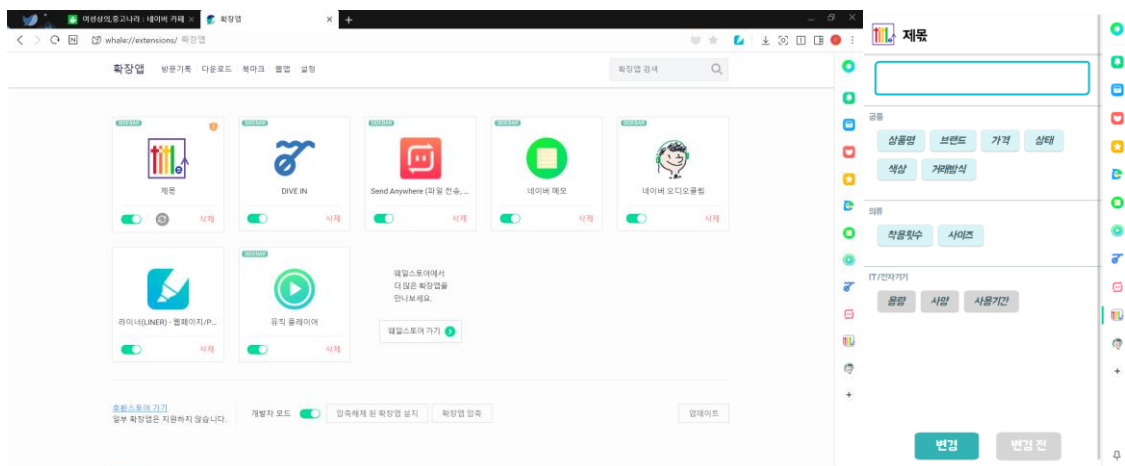 여성상의,중고나라 : 네이버 카페
확장앱
whale://extensions/ 확장앱
확장앱 방문기록 다운로드 북마크 웹앱 설정
확장앱 검색
SIDEBAR
SIDEBAR
SIDEBAR
SIDEBAR
SIDEBAR
title
제목
DIVE IN
Send Anywhere (파일 전송, ...
네이버 메모
네이버 오디오클립
삭제
삭제
삭제
삭제
삭제
SIDEBAR
라이너(LINER) - 웹페이지/P...
뮤직 플레이어
삭제
삭제
웨일스토어에서
더 많은 확장앱을
만나보세요.
웨일스토어 가기
호환스토어 가기
일부 확장앱은 지원하지 않습니다.
개발자 모드
압축해제 된 확장앱 설치
확장앱 압축
업데이트
title 제목
공통
상품명 브랜드 가격 상태
색상 거래방식
의류
착용횟수 사이즈
IT/전자기기
용량 사양 사용기간
변경 변경 전